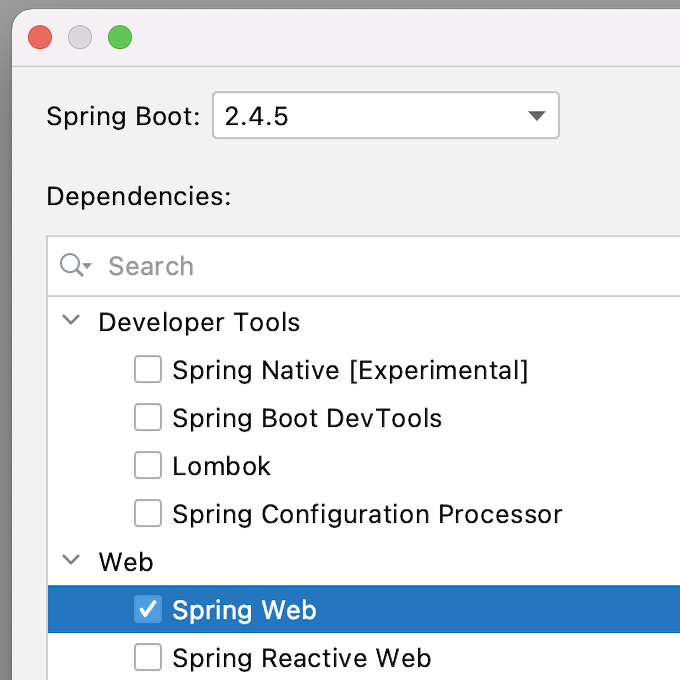 Spring Boot: 2.4.5
Dependencies:
Search
Developer Tools
Spring Native [Experimental]
Spring Boot DevTools
Lombok
Spring Configuration Processor
Web
Spring Web
Spring Reactive Web